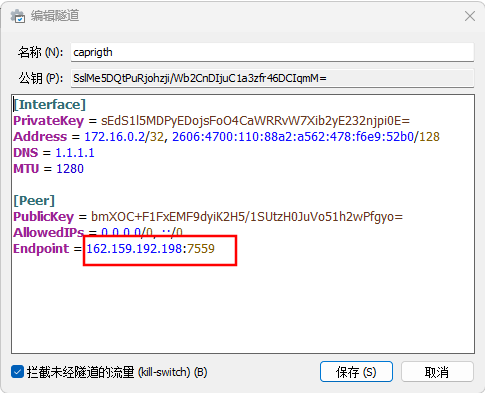 编辑隧道
名称 (N): caprigth
公钥 (P): SslMe5DQtPuRjohzji/Wb2CnDIjuC1a3zfr46DCIqmM=
[Interface]
PrivateKey = sEdS1l5MDPyEDojsFoO4CaWRRvW7Xib2yE232njpi0E=
Address = 172.16.0.2/32, 2606:4700:110:88a2:a562:478:f6e9:52b0/128
DNS = 1.1.1.1
MTU = 1280
[Peer]
PublicKey = bmXOC+F1FxEMF9dyiK2H5/1SUtzH0JuVo51h2wPfgyo=
AllowedIPs = 0.0.0.0/0, ::/0
Endpoint = 162.159.192.198:7559
拦截未经隧道的流量 (kill-switch) (B)
保存 (S)
取消